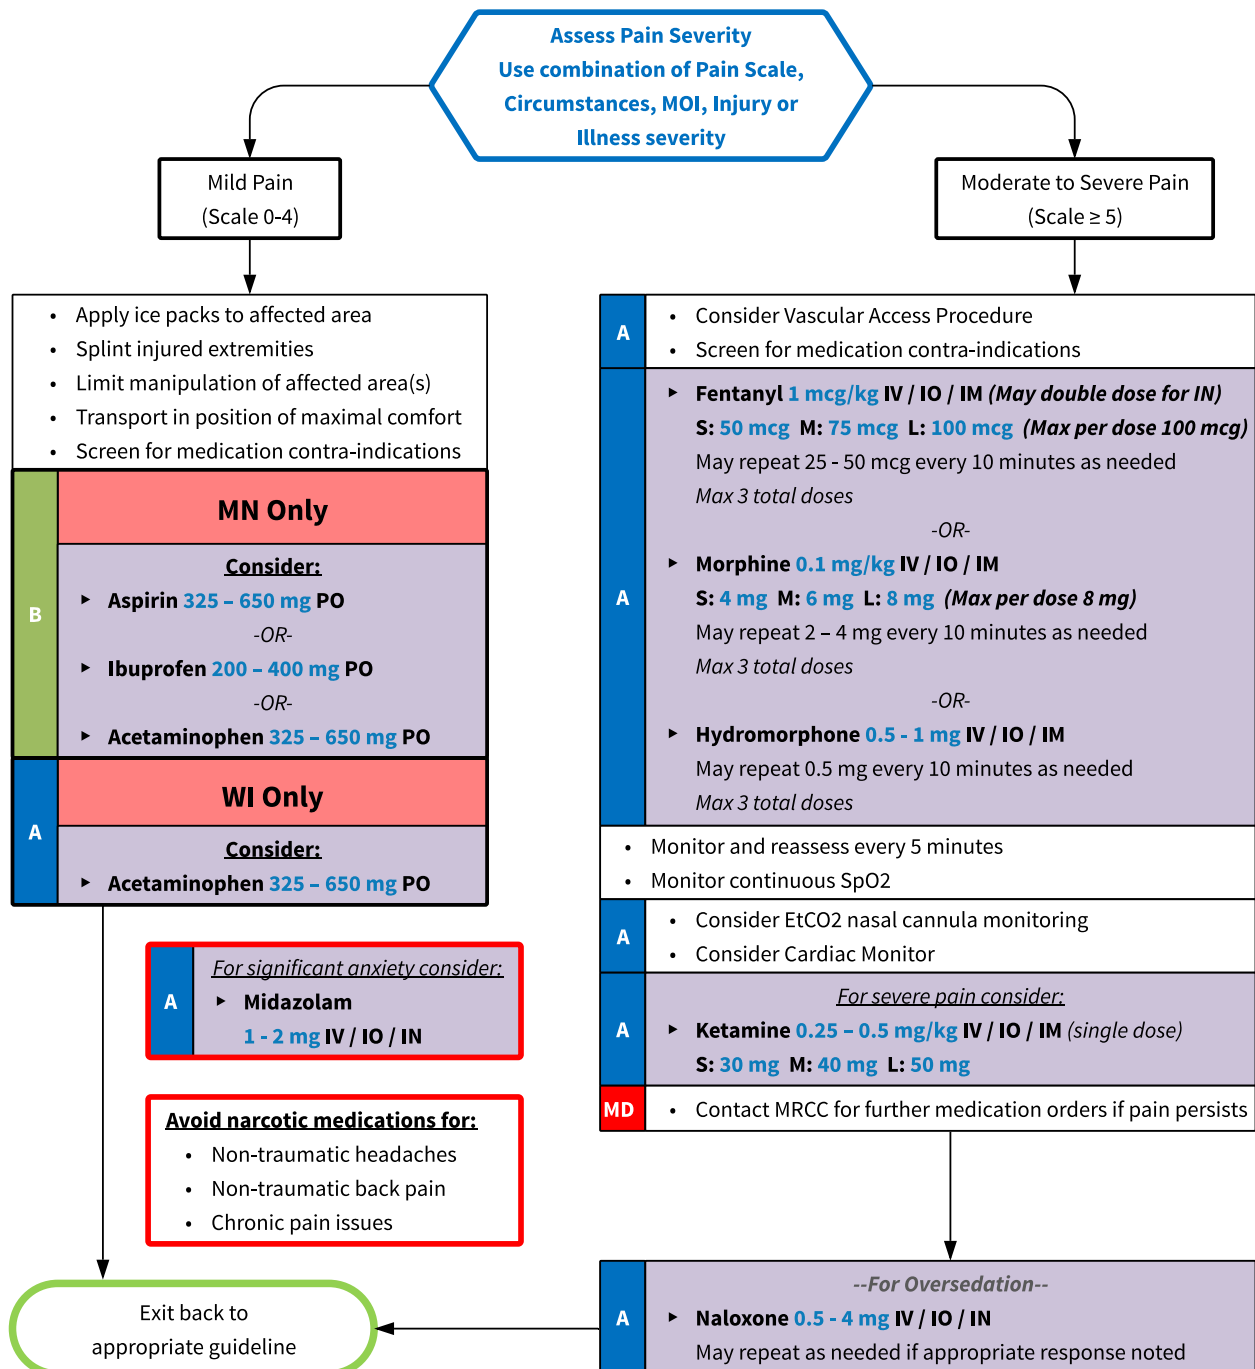 Assess Pain Severity
Use combination of Pain Scale,
Circumstances, MOI, Injury or
Illness severity
Mild Pain
(Scale 0-4)
• Apply ice packs to affected area
• Splint injured extremities
• Limit manipulation of affected area(s)
• Transport in position of maximal comfort
• Screen for medication contra-indications
B
MN Only
Consider:
▸ Aspirin 325 – 650 mg PO
-OR-
▸ Ibuprofen 200 – 400 mg PO
-OR-
▸ Acetaminophen 325 – 650 mg PO
A
WI Only
Consider:
▸ Acetaminophen 325 – 650 mg PO
A
For significant anxiety consider:
▸ Midazolam
1 - 2 mg IV / IO / IN
Avoid narcotic medications for:
• Non-traumatic headaches
• Non-traumatic back pain
• Chronic pain issues
Moderate to Severe Pain
(Scale ≥ 5)
A
• Consider Vascular Access Procedure
• Screen for medication contra-indications
A
▸ Fentanyl 1 mcg/kg IV / IO / IM (May double dose for IN)
S: 50 mcg M: 75 mcg L: 100 mcg (Max per dose 100 mcg)
May repeat 25 - 50 mcg every 10 minutes as needed
Max 3 total doses
-OR-
▸ Morphine 0.1 mg/kg IV / IO / IM
S: 4 mg M: 6 mg L: 8 mg (Max per dose 8 mg)
May repeat 2 – 4 mg every 10 minutes as needed
Max 3 total doses
-OR-
▸ Hydromorphone 0.5 - 1 mg IV / IO / IM
May repeat 0.5 mg every 10 minutes as needed
Max 3 total doses
• Monitor and reassess every 5 minutes
• Monitor continuous SpO2
A
• Consider EtCO2 nasal cannula monitoring
• Consider Cardiac Monitor
A
For severe pain consider:
▸ Ketamine 0.25 – 0.5 mg/kg IV / IO / IM (single dose)
S: 30 mg M: 40 mg L: 50 mg
MD
• Contact MRCC for further medication orders if pain persists
A
--For Oversedation--
▸ Naloxone 0.5 - 4 mg IV / IO / IN
May repeat as needed if appropriate response noted
Exit back to
appropriate guideline